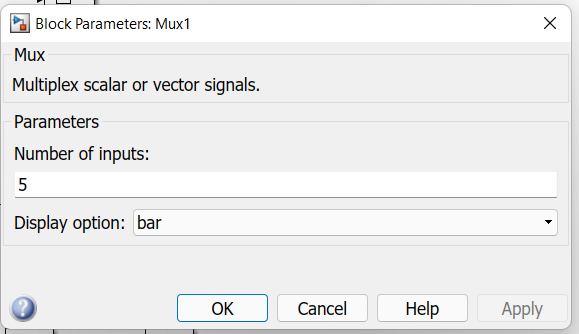 Block Parameters: Mux1
Mux
Multiplex scalar or vector signals.
Parameters
Number of inputs:
5
Display option: bar
? OK Cancel Help Apply